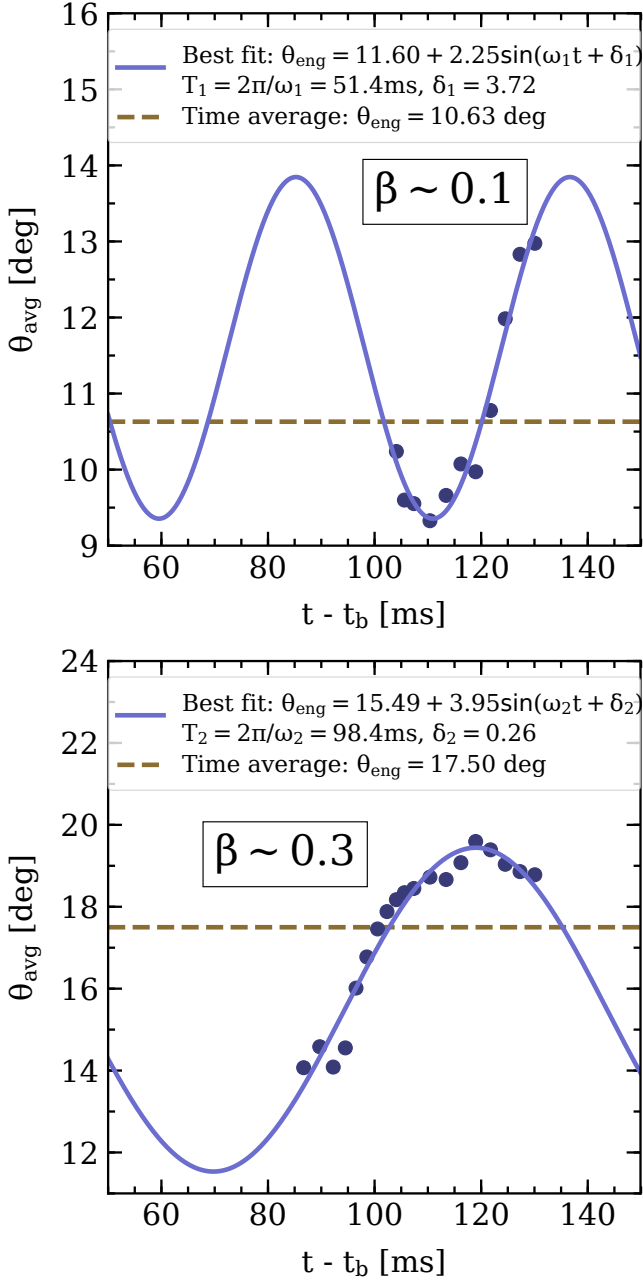 16
15
14
13
12
11
10
9
θavg [deg]
Best fit: θeng = 11.60 + 2.25sin(ω1t + δ1)
T1 = 2π/ω1 = 51.4ms, δ1 = 3.72
Time average: θeng = 10.63 deg
β ~ 0.1
60 80 100 120 140
t - tb [ms]
24
22
20
18
16
14
12
θavg [deg]
Best fit: θeng = 15.49 + 3.95sin(ω2t + δ2)
T2 = 2π/ω2 = 98.4ms, δ2 = 0.26
Time average: θeng = 17.50 deg
β ~ 0.3
60 80 100 120 140
t - tb [ms]